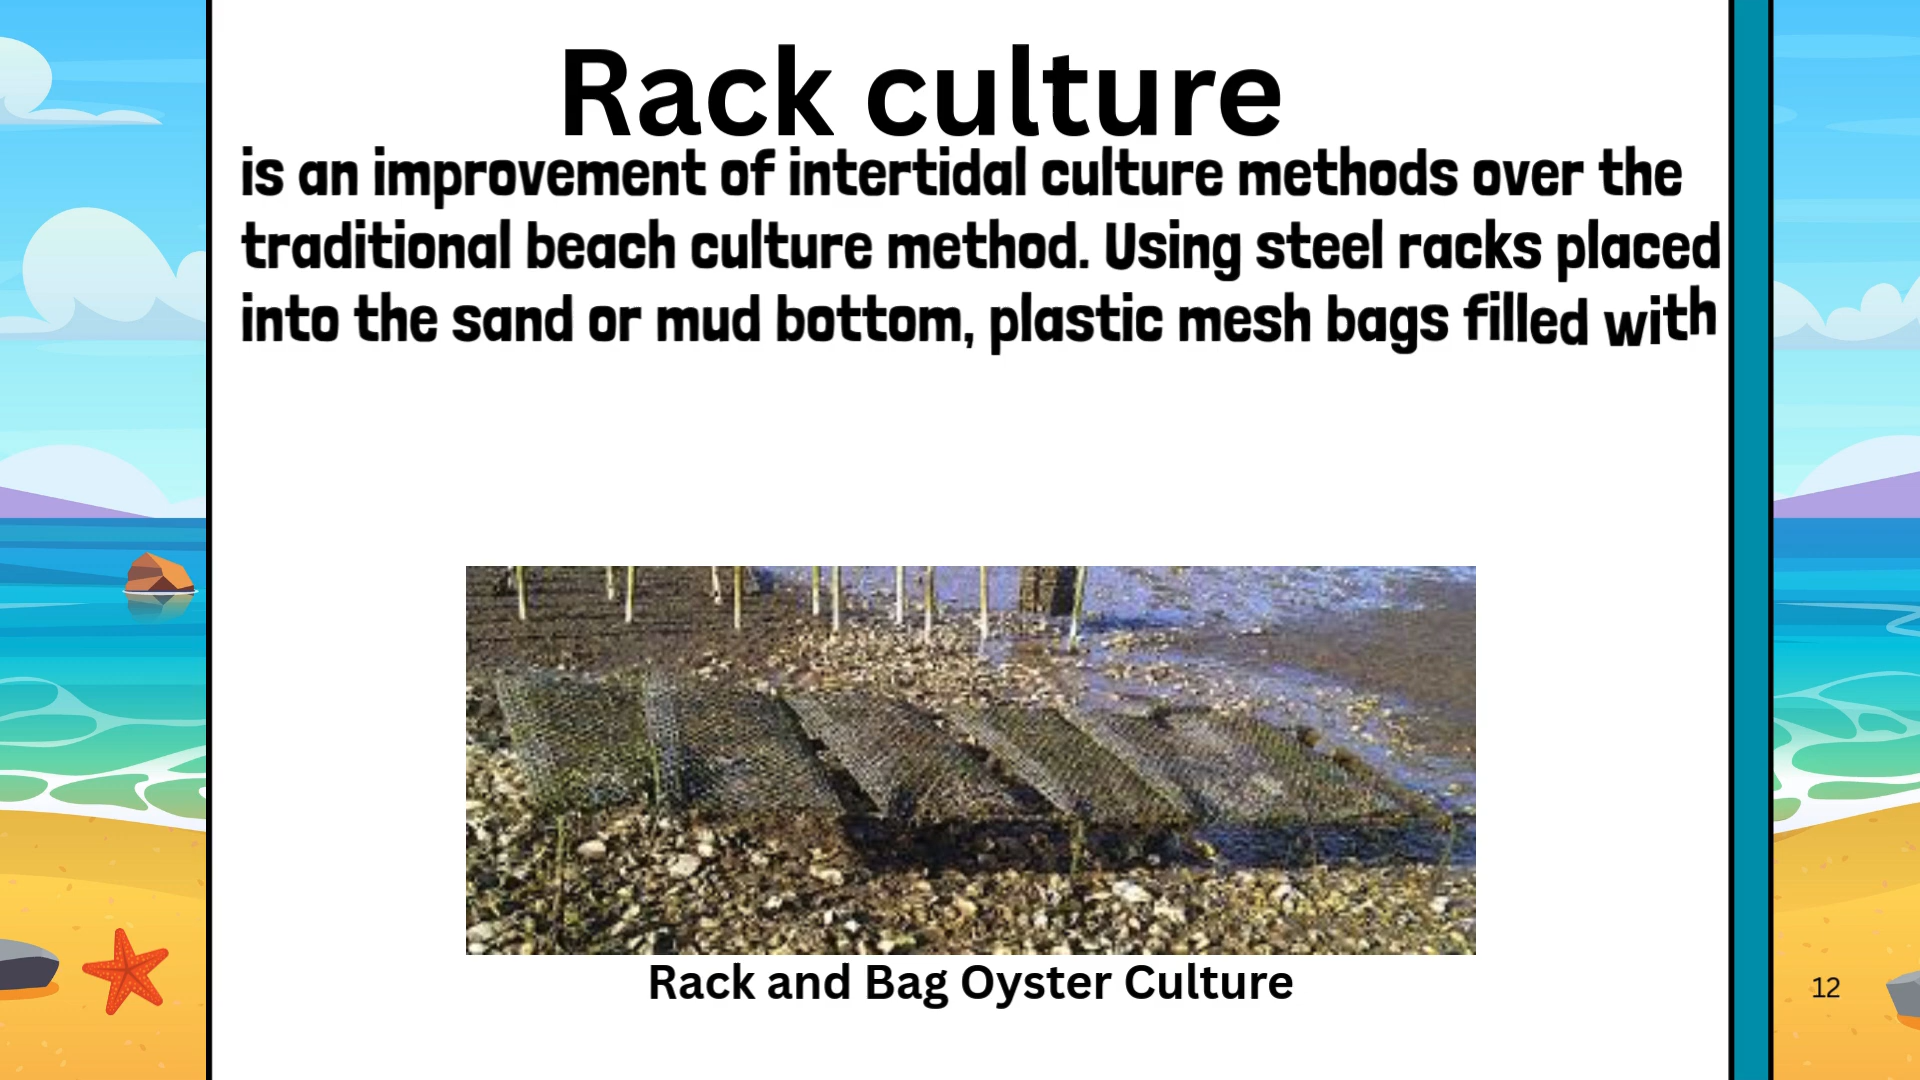 Rack culture
is an improvement of intertidal culture methods over the
traditional beach culture method. Using steel racks placed
into the sand or mud bottom, plastic mesh bags filled with
Rack and Bag Oyster Culture
12